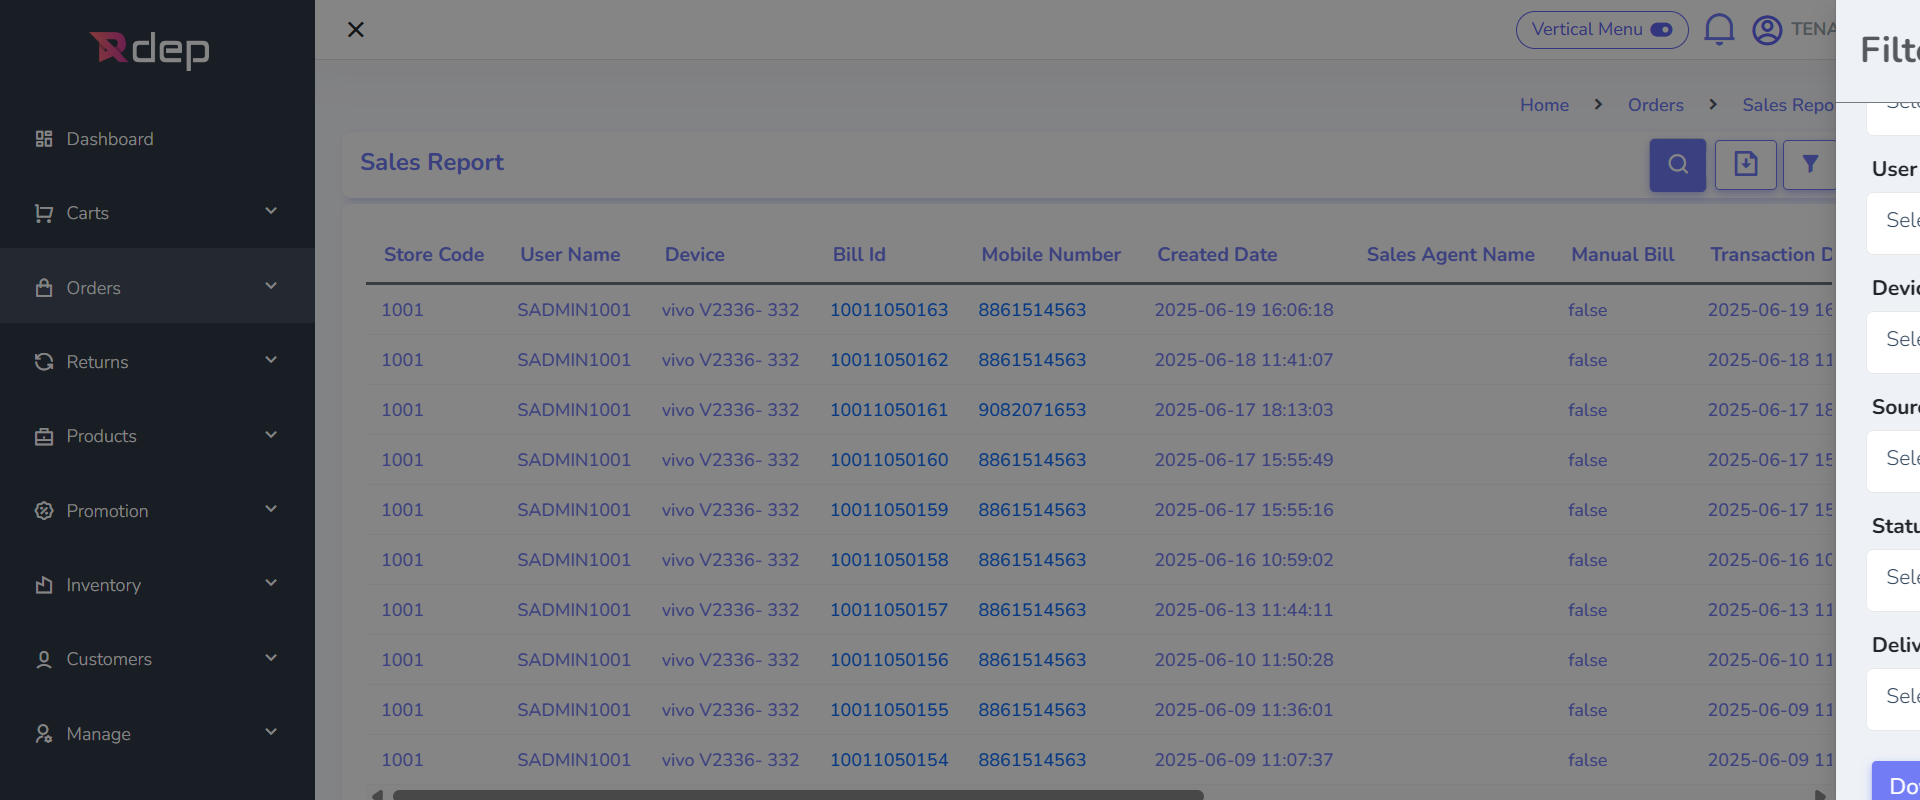 Rdep
Dashboard
Carts
Orders
Returns
Products
Promotion
Inventory
Customers
Manage
Vertical Menu
TENA
Home > Orders > Sales Repo
Sales Report
Store Code User Name Device Bill Id Mobile Number Created Date Sales Agent Name Manual Bill Transaction D
1001 SADMIN1001 vivo V2336- 332 10011050163 8861514563 2025-06-19 16:06:18 false 2025-06-19 16
1001 SADMIN1001 vivo V2336- 332 10011050162 8861514563 2025-06-18 11:41:07 false 2025-06-18 11
1001 SADMIN1001 vivo V2336- 332 10011050161 9082071653 2025-06-17 18:13:03 false 2025-06-17 18
1001 SADMIN1001 vivo V2336- 332 10011050160 8861514563 2025-06-17 15:55:49 false 2025-06-17 15
1001 SADMIN1001 vivo V2336- 332 10011050159 8861514563 2025-06-17 15:55:16 false 2025-06-17 15
1001 SADMIN1001 vivo V2336- 332 10011050158 8861514563 2025-06-16 10:59:02 false 2025-06-16 10
1001 SADMIN1001 vivo V2336- 332 10011050157 8861514563 2025-06-13 11:44:11 false 2025-06-13 11
1001 SADMIN1001 vivo V2336- 332 10011050156 8861514563 2025-06-10 11:50:28 false 2025-06-10 11
1001 SADMIN1001 vivo V2336- 332 10011050155 8861514563 2025-06-09 11:36:01 false 2025-06-09 11
1001 SADMIN1001 vivo V2336- 332 10011050154 8861514563 2025-06-09 11:07:37 false 2025-06-09 11
Filte
User
Sele
Devic
Sele
Sourc
Sele
Statu
Sele
Deliv
Sele
Do